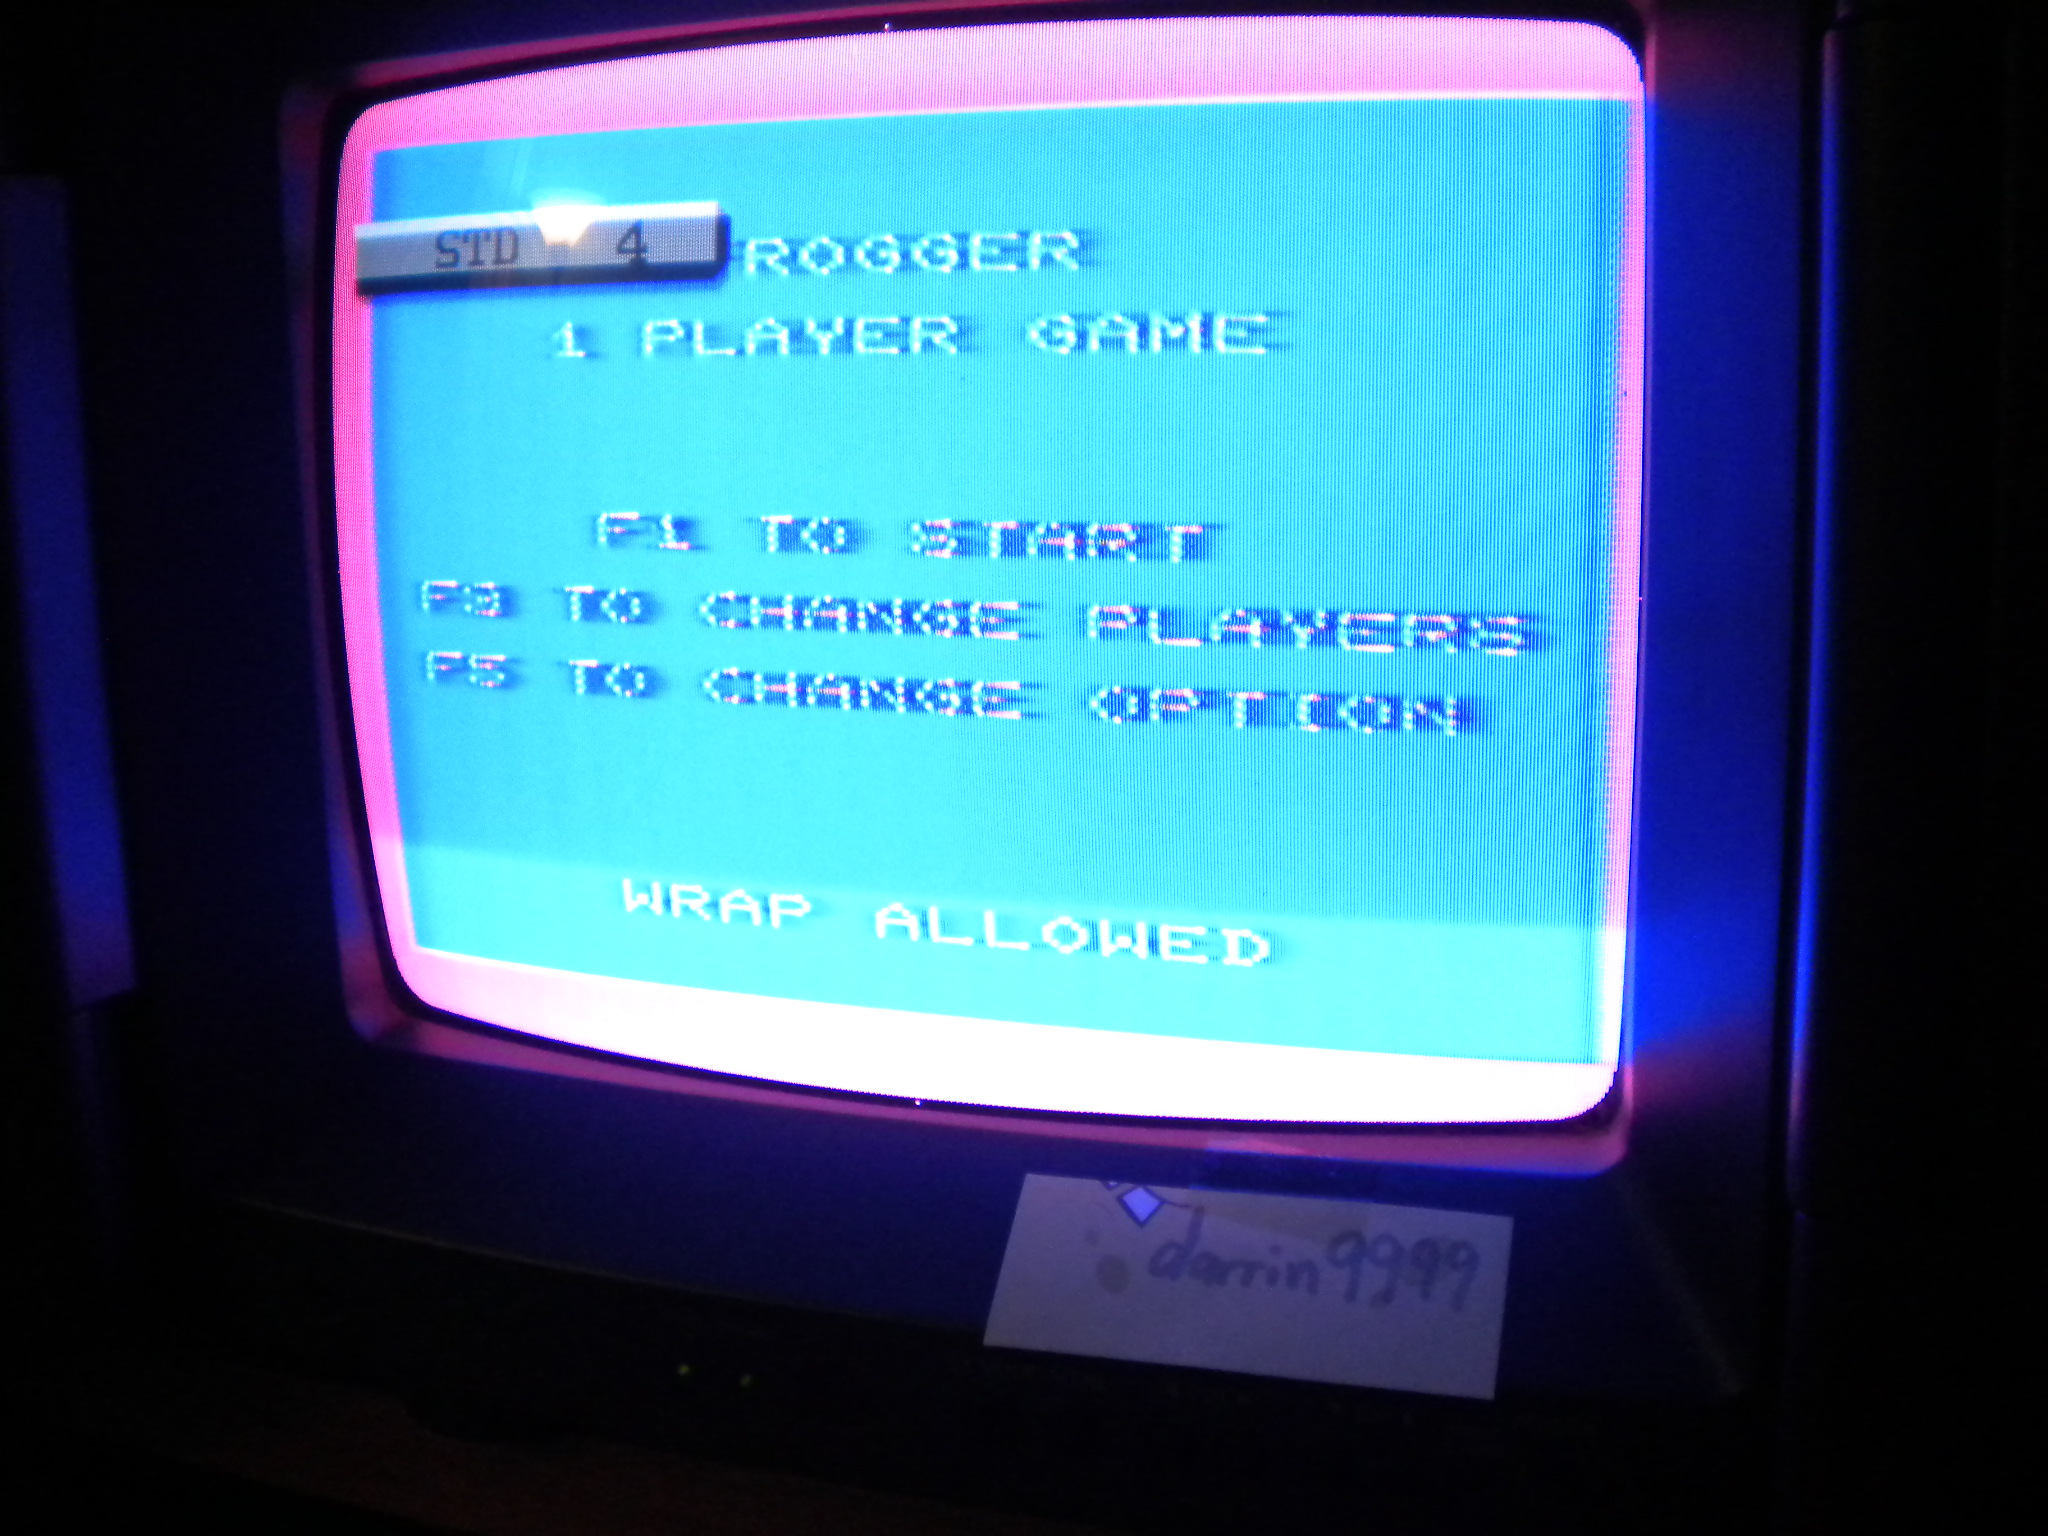 STD 4
ROGGER
1 PLAYER GAME
F1 TO START
F3 TO CHANGE PLAYERS
F5 TO CHANGE OPTION
WRAP ALLOWED
darrin9999